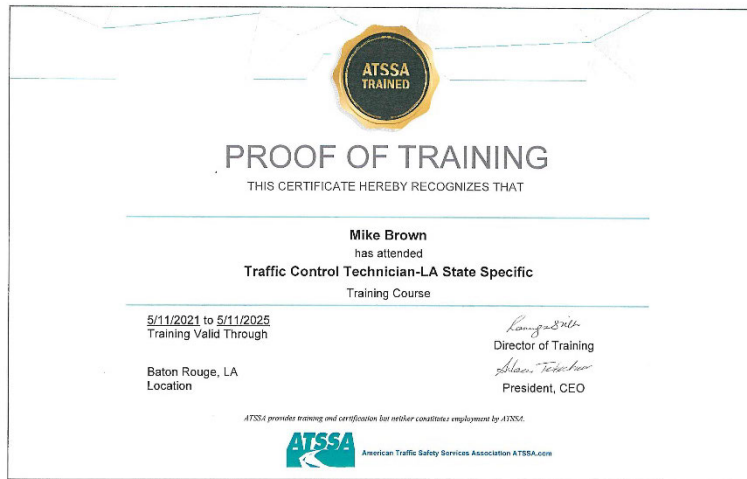 ATSSA
TRAINED
PROOF OF TRAINING
THIS CERTIFICATE HEREBY RECOGNIZES THAT
Mike Brown
has attended
Traffic Control Technician-LA State Specific
Training Course
5/11/2021 to 5/11/2025
Training Valid Through
Director of Training
Baton Rouge, LA
Location
President, CEO
ATSSA provides training and certification but neither constitutes employment by ATSSA.
ATSSA
American Traffic Safety Services Association ATSSA.com